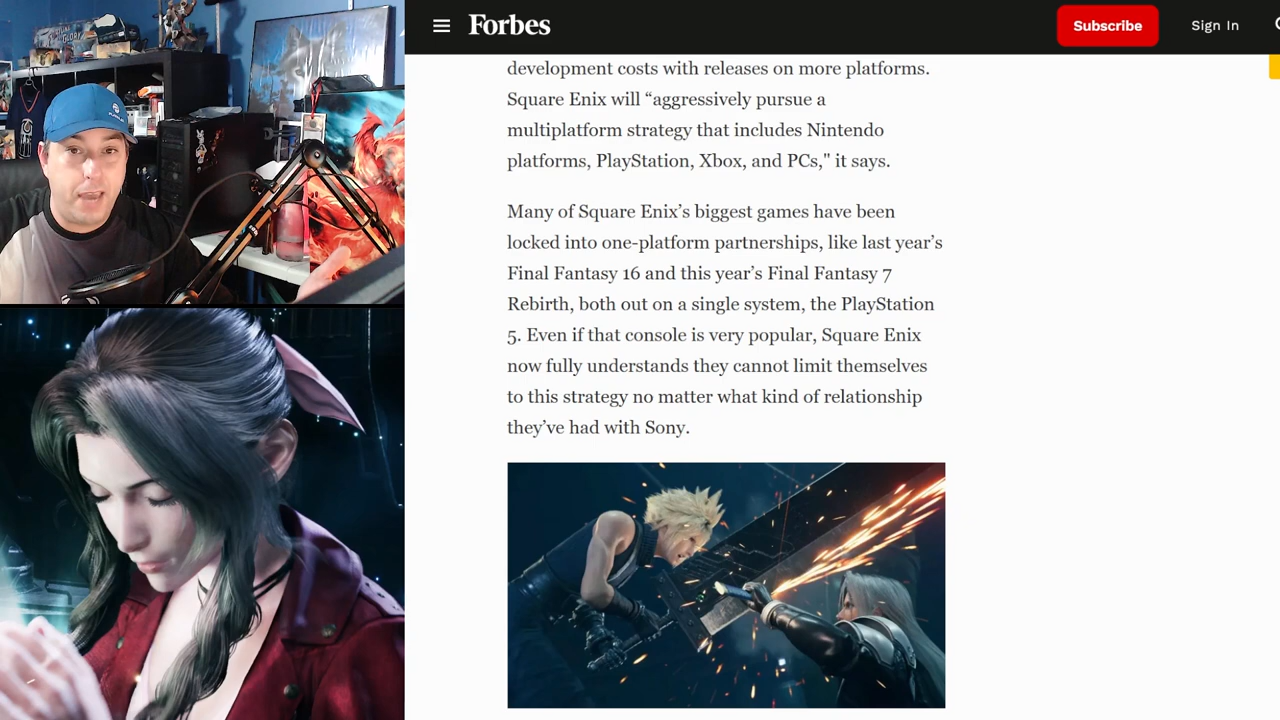 Forbes
Subscribe
Sign In
development costs with releases on more platforms.
Square Enix will “aggressively pursue a
multiplatform strategy that includes Nintendo
platforms, PlayStation, Xbox, and PCs," it says.
Many of Square Enix’s biggest games have been
locked into one-platform partnerships, like last year’s
Final Fantasy 16 and this year’s Final Fantasy 7
Rebirth, both out on a single system, the PlayStation
5. Even if that console is very popular, Square Enix
now fully understands they cannot limit themselves
to this strategy no matter what kind of relationship
they’ve had with Sony.